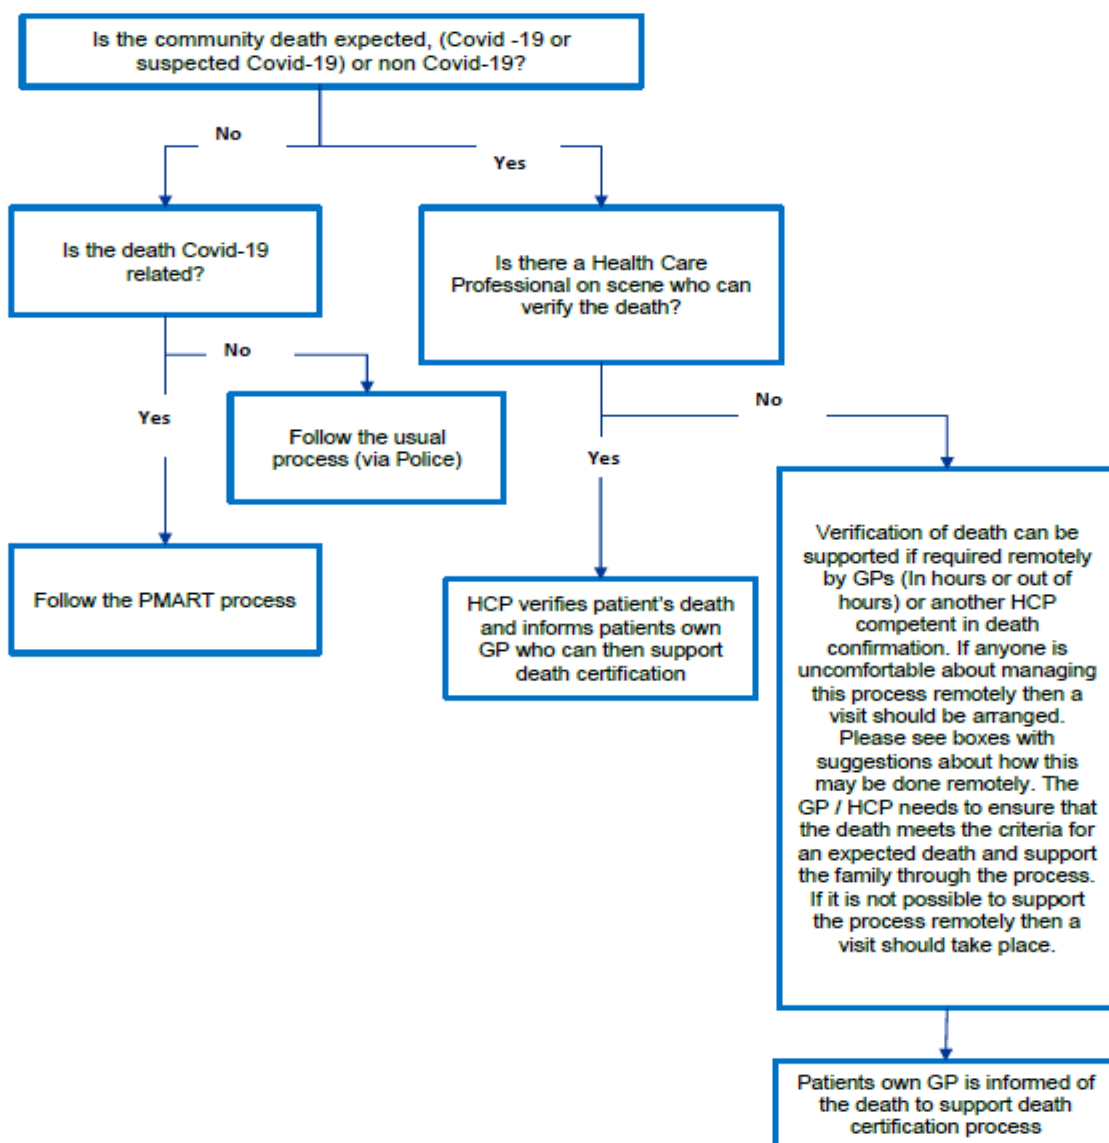 Is the community death expected, (Covid -19 or
suspected Covid-19) or non Covid-19?
No
Yes
Is the death Covid-19
related?
Is there a Health Care
Professional on scene who can
verify the death?
No
Yes
Follow the usual
process (via Police)
No
Yes
Follow the PMART process
HCP verifies patient's death
and informs patients own
GP who can then support
death certification
Verification of death can be
supported if required remotely
by GPs (In hours or out of
hours) or another HCP
competent in death
confirmation. If anyone is
uncomfortable about managing
this process remotely then a
visit should be arranged.
Please see boxes with
suggestions about how this
may be done remotely. The
GP / HCP needs to ensure that
the death meets the criteria for
an expected death and support
the family through the process.
If it is not possible to support
the process remotely then a
visit should take place.
Patients own GP is informed of
the death to support death
certification process